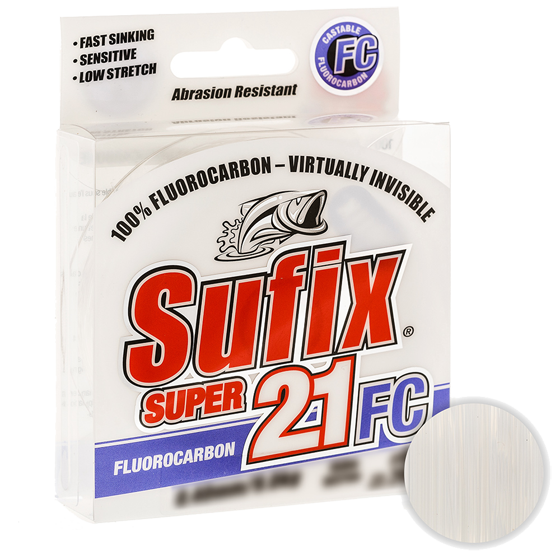 • FAST SINKING
• SENSITIVE
• LOW STRETCH
CASTABLE
FC
FLUOROCARBON
Abrasion Resistant
100% FLUOROCARBON – VIRTUALLY INVISIBLE
Sufix®
SUPER 21 FC
FLUOROCARBON